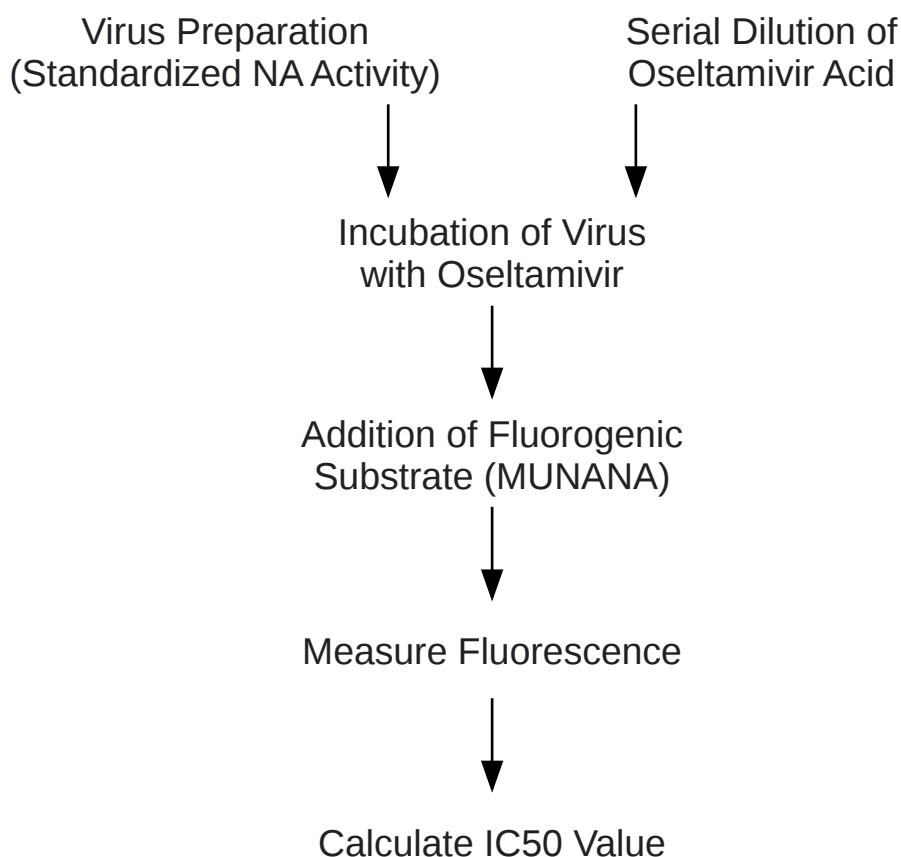 Virus Preparation
(Standardized NA Activity)
Serial Dilution of
Oseltamivir Acid
Incubation of Virus
with Oseltamivir
Addition of Fluorogenic
Substrate (MUNANA)
Measure Fluorescence
Calculate IC50 Value